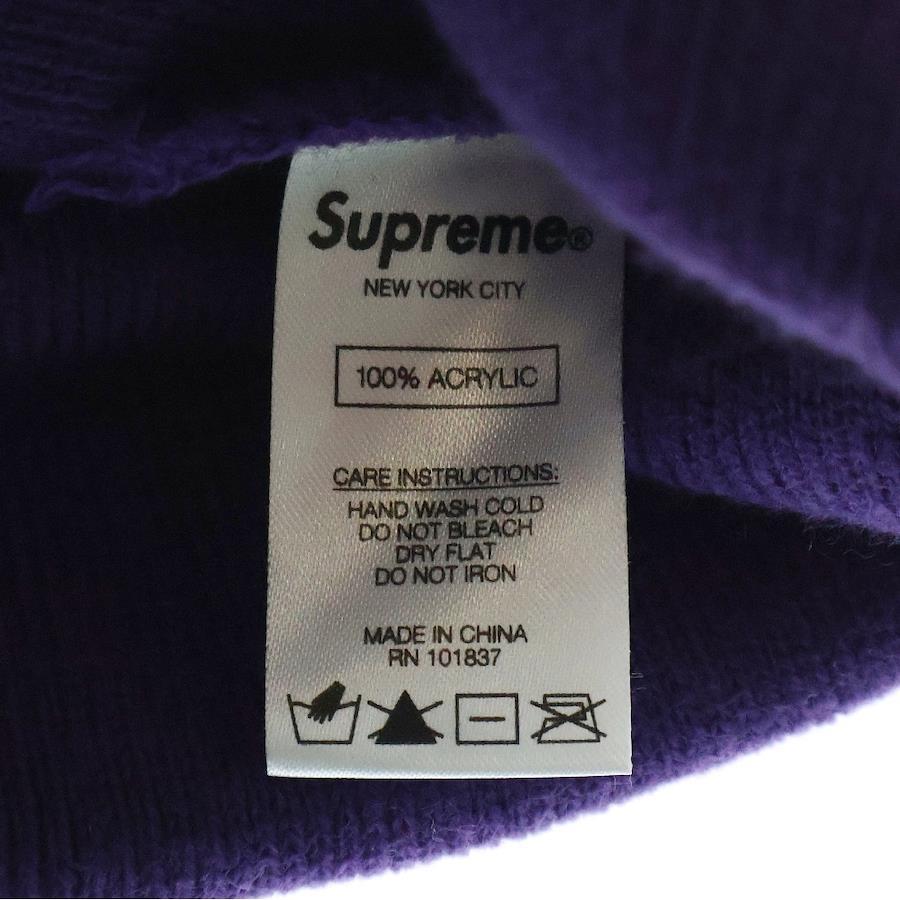 Supreme®
NEW YORK CITY
100% ACRYLIC
CARE INSTRUCTIONS:
HAND WASH COLD
DO NOT BLEACH
DRY FLAT
DO NOT IRON
MADE IN CHINA
RN 101837